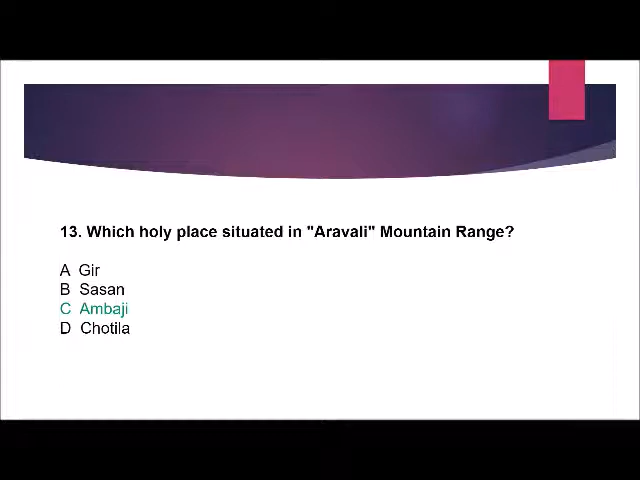 13. Which holy place situated in "Aravali" Mountain Range?
A Gir
B Sasan
C Ambaji
D Chotila